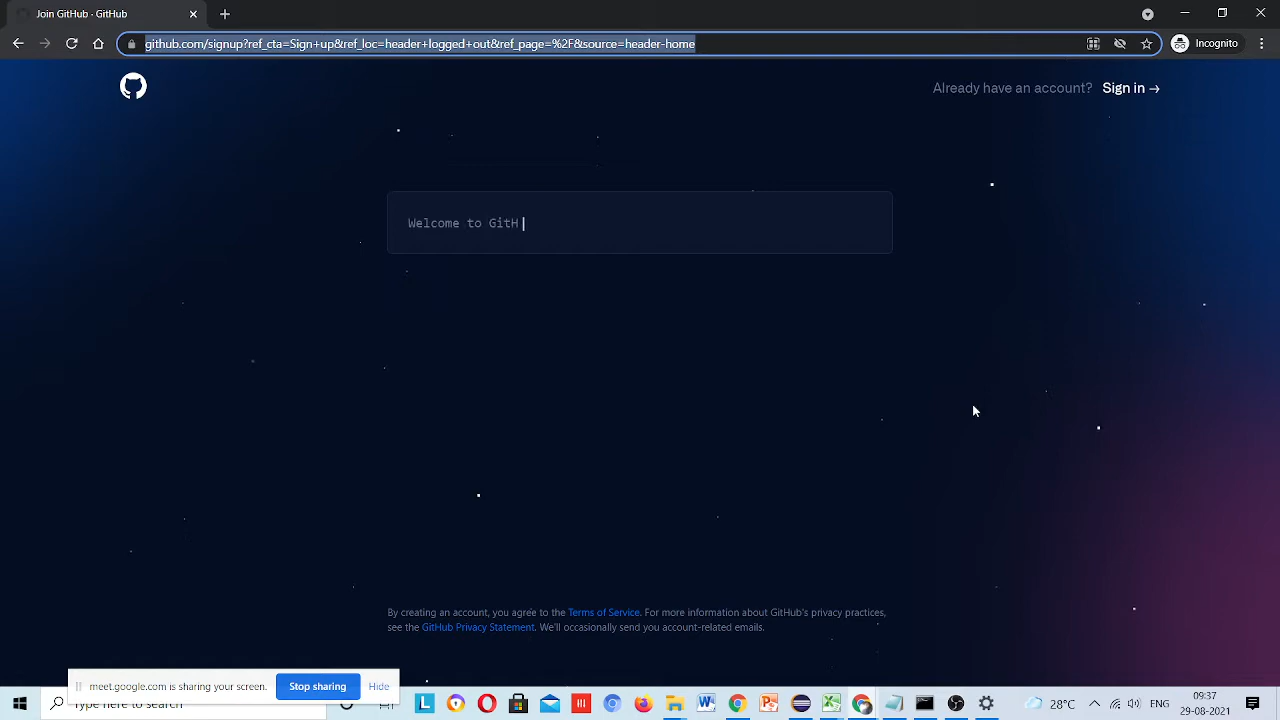 Join GitHub · GitHub
github.com/signup?ref_cta=Sign+up&ref_loc=header+logged+out&ref_page=%2F&source=header-home
Incognito
Already have an account? Sign in →
Welcome to GitH
By creating an account, you agree to the Terms of Service. For more information about GitHub's privacy practices,
see the GitHub Privacy Statement. We'll occasionally send you account-related emails.
meet.google.com is sharing your screen.
Stop sharing
Hide
28°C
ENG
09:37
29-08-2021